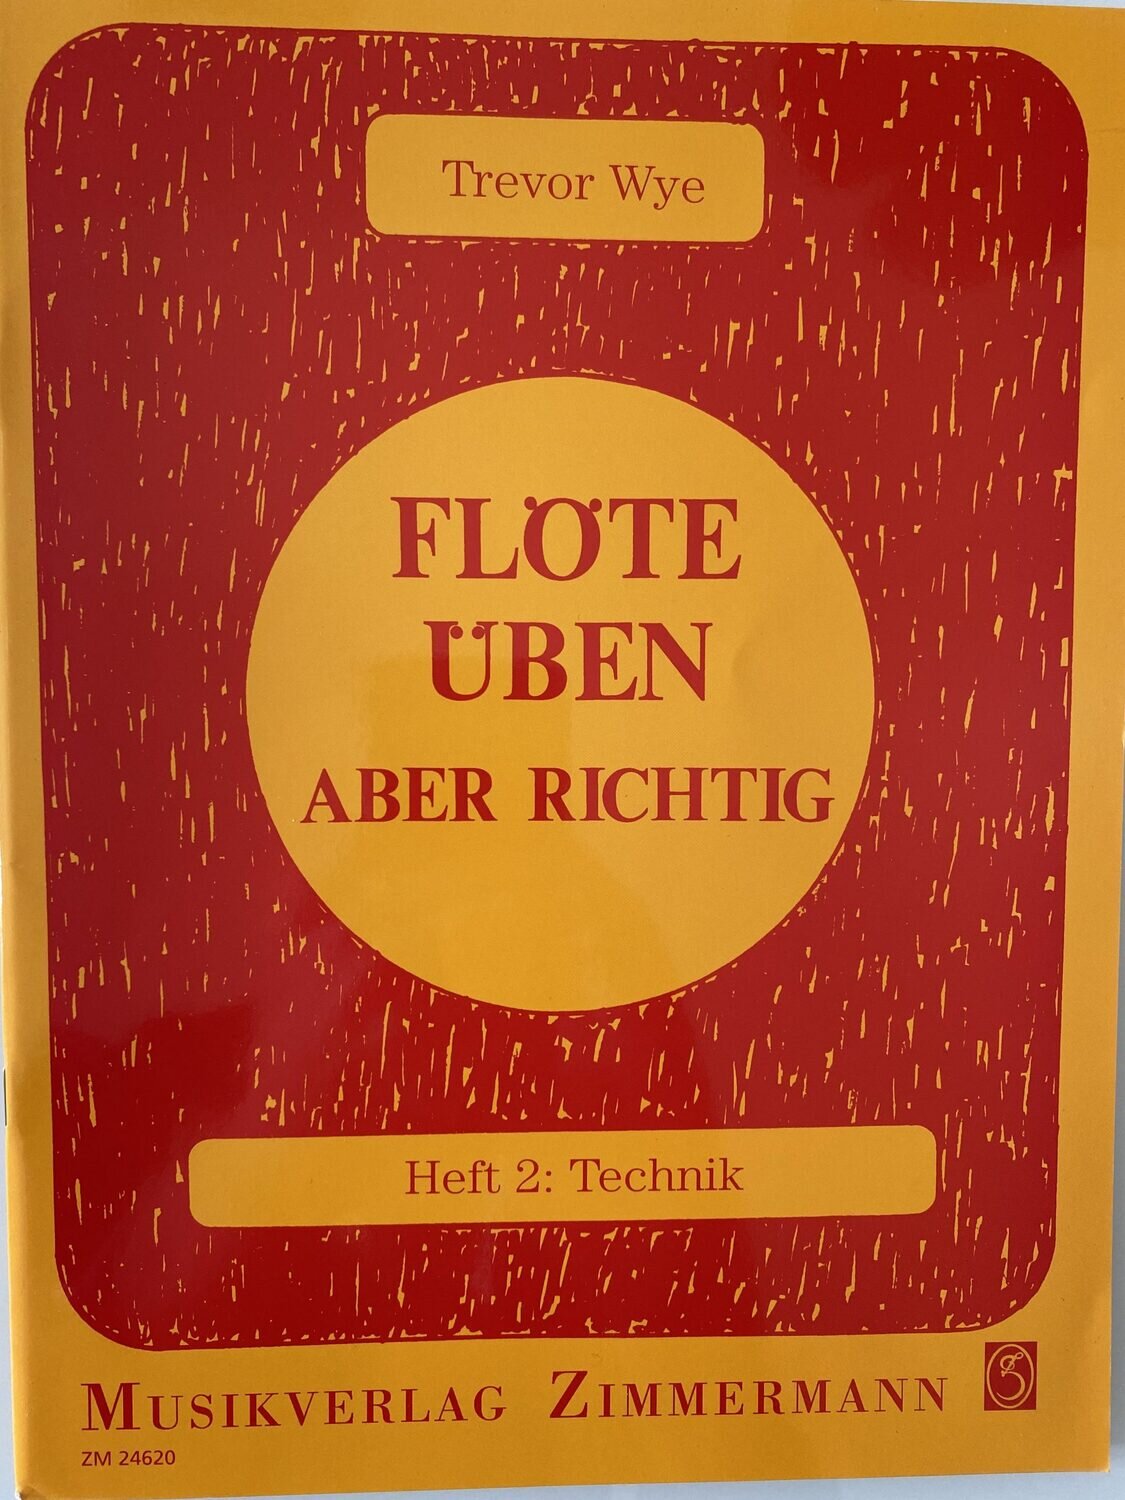 Trevor Wye
FLÖTE
ÜBEN
ABER RICHTIG
Heft 2: Technik
MUSIKVERLAG ZIMMERMANN
ZM 24620